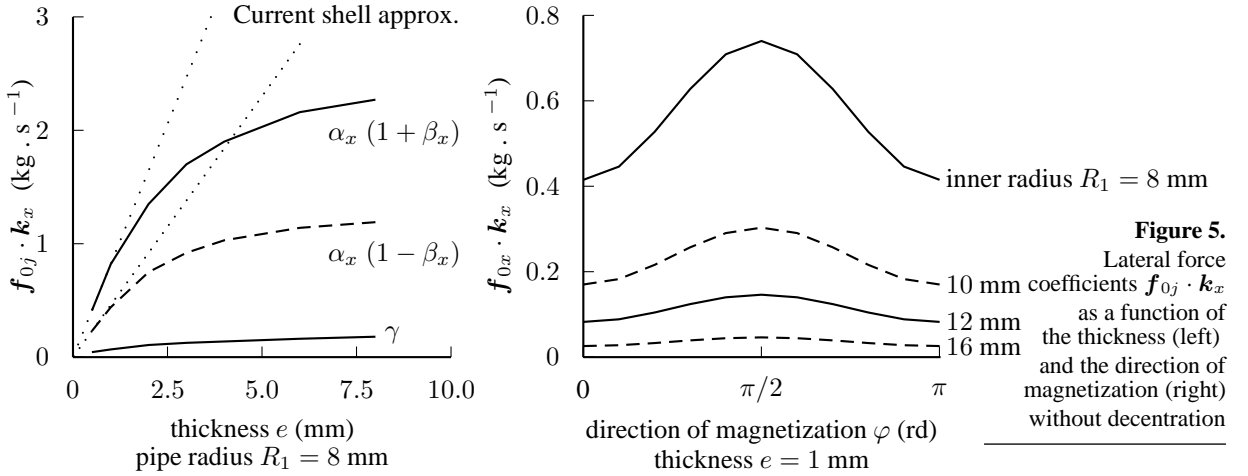 Current shell approx.
3
2
1
0
f₀ⱼ · kₓ (kg . s⁻¹)
αₓ (1 + βₓ)
αₓ (1 − βₓ)
γ
0 2.5 5.0 7.5 10.0
thickness e (mm)
pipe radius R₁ = 8 mm
0.8
0.6
0.4
0.2
0
f₀ₓ · kₓ (kg . s⁻¹)
inner radius R₁ = 8 mm
10 mm
12 mm
16 mm
0 π/2 π
direction of magnetization φ (rd)
thickness e = 1 mm
Figure 5.
Lateral force
coefficients f₀ⱼ · kₓ
as a function of
the thickness (left)
and the direction of
magnetization (right)
without decentration